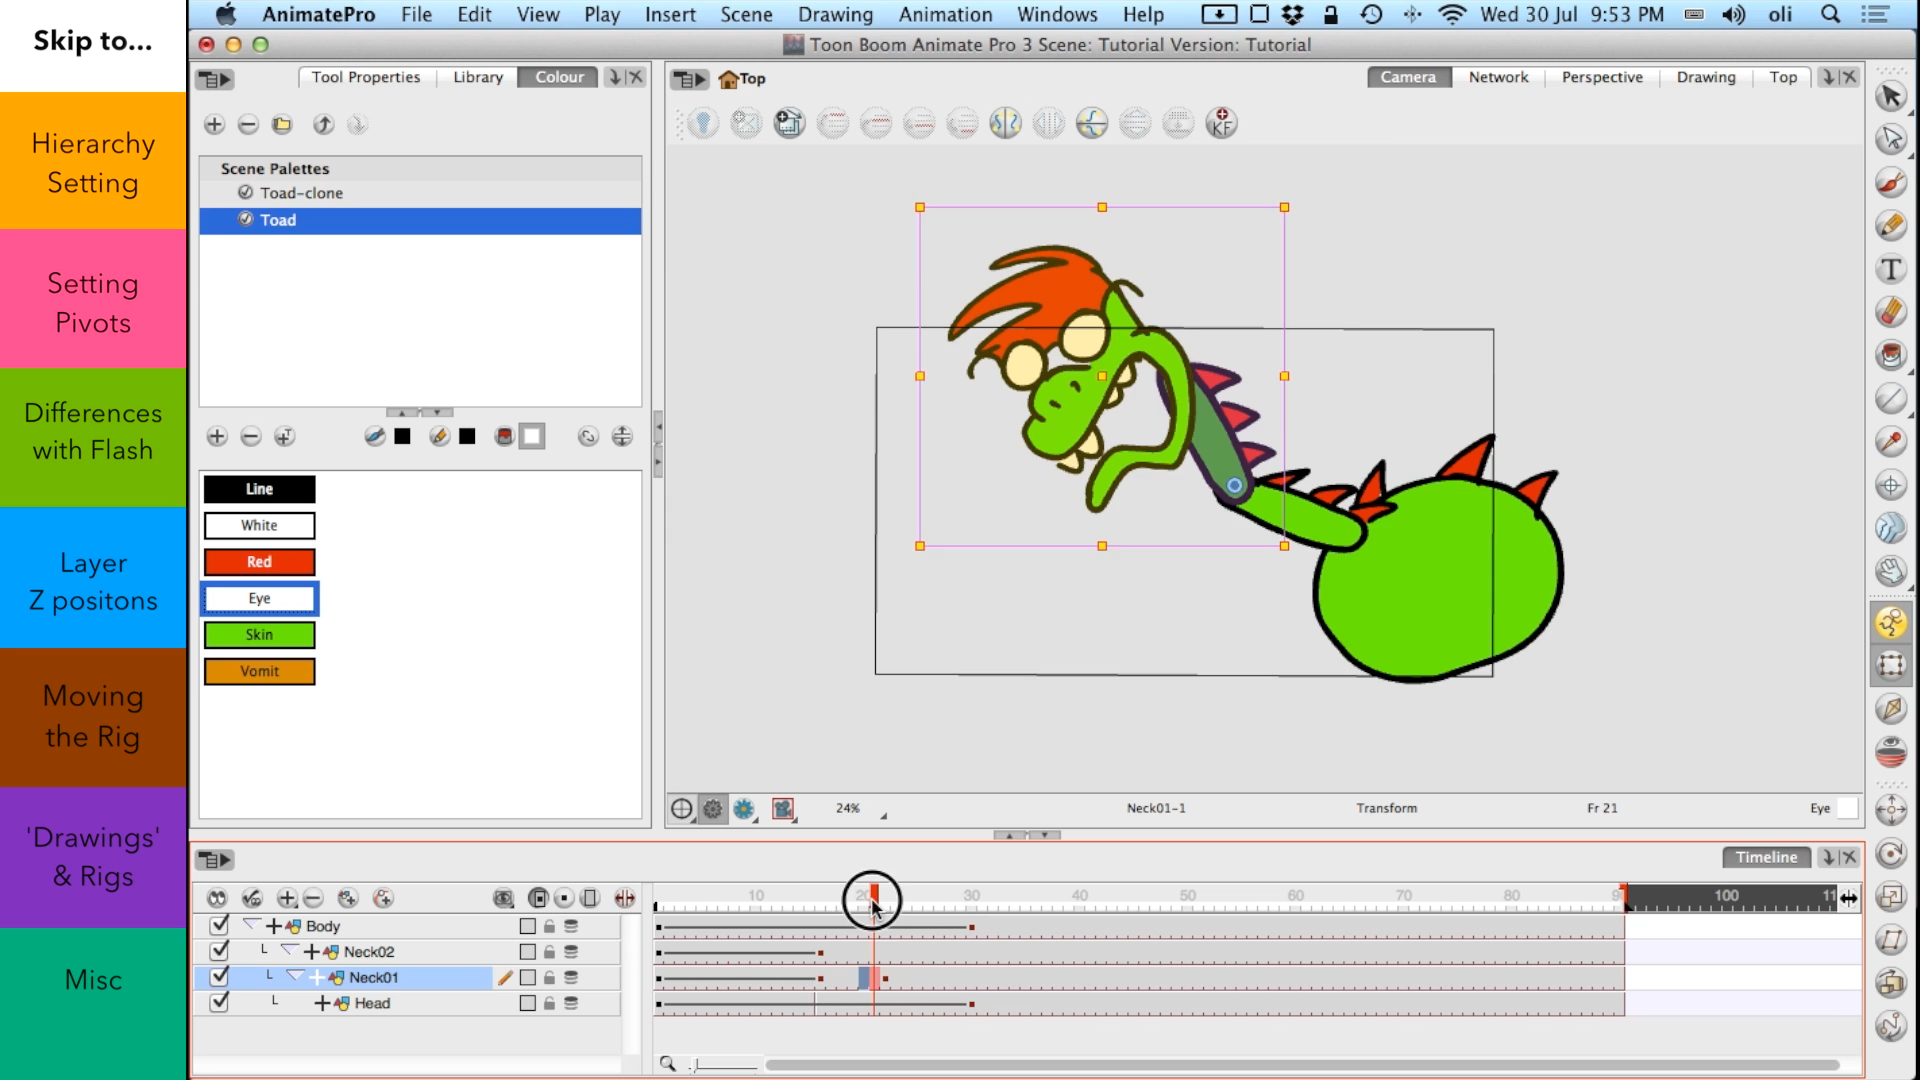 Skip to...
Hierarchy
Setting
Setting
Pivots
Differences
with Flash
Layer
Z positons
Moving
the Rig
'Drawings'
& Rigs
Misc
AnimatePro File Edit View Play Insert Scene Drawing Animation Windows Help Wed 30 Jul 9:53 PM oli
Toon Boom Animate Pro 3 Scene: Tutorial Version: Tutorial
Tool Properties Library Colour
Top
Camera Network Perspective Drawing Top
KF
Scene Palettes
Toad-clone
Toad
Line
White
Red
Eye
Skin
Vomit
24% Neck01-1 Transform Fr 21 Eye
Timeline
10 20 30 40 50 60 70 80 100
Body
Neck02
Neck01
Head